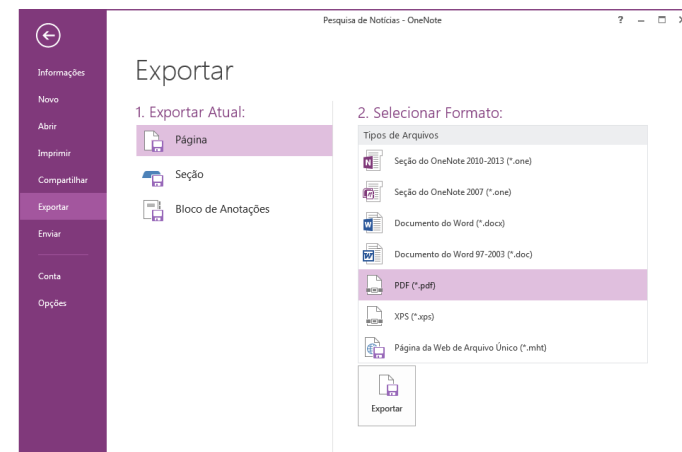 Pesquisa de Notícias - OneNote
?
Informações
Novo
Abrir
Imprimir
Compartilhar
Exportar
Enviar
Conta
Opções
Exportar
1. Exportar Atual:
Página
Seção
Bloco de Anotações
2. Selecionar Formato:
Tipos de Arquivos
Seção do OneNote 2010-2013 (*.one)
Seção do OneNote 2007 (*.one)
Documento do Word (*.docx)
Documento do Word 97-2003 (*.doc)
PDF (*.pdf)
XPS (*.xps)
Página da Web de Arquivo Único (*.mht)
Exportar